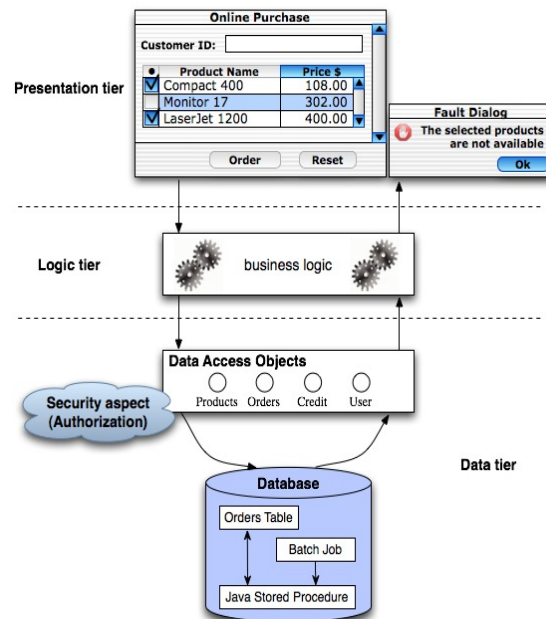 Online Purchase
Customer ID:
Product Name Price $
Compact 400 108.00
Monitor 17 302.00
LaserJet 1200 400.00
Order Reset
Presentation tier
Fault Dialog
The selected products
are not available
Ok
Logic tier
business logic
Data Access Objects
Products Orders Credit User
Security aspect
(Authorization)
Data tier
Database
Orders Table
Batch Job
Java Stored Procedure